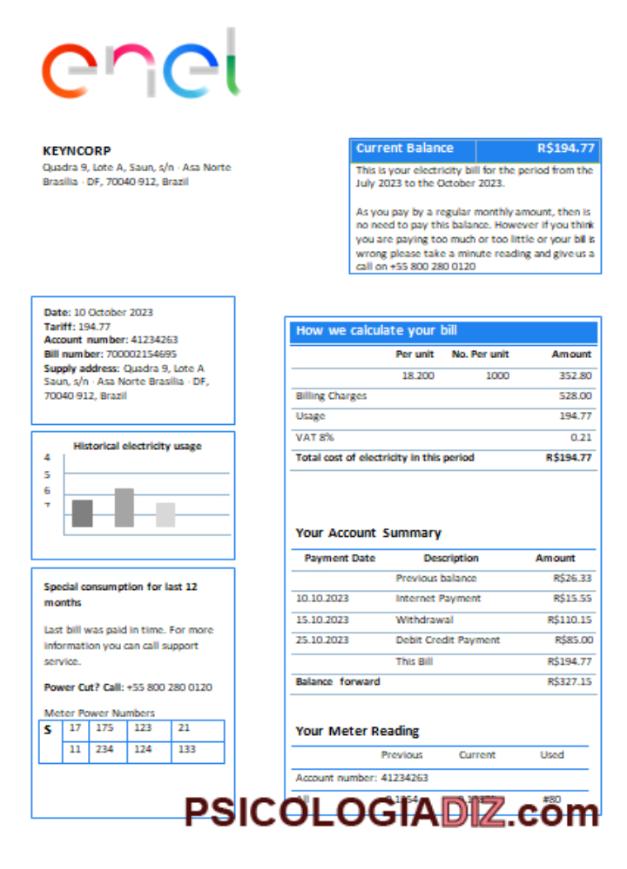 enel
KEYNCORP
Quadra 9, Lote A, Saun, s/n · Asa Norte
Brasilia · DF, 70040 912, Brazil
Current Balance R$194.77
This is your electricity bill for the period from the
July 2023 to the October 2023.
As you pay by a regular monthly amount, then is
no need to pay this balance. However if you think
you are paying too much or too little or your bill is
wrong please take a minute reading and give us a
call on +55 800 280 0120
Date: 10 October 2023
Tariff: 194.77
Account number: 41234263
Bill number: 700002154695
Supply address: Quadra 9, Lote A
Saun, s/n · Asa Norte Brasilia · DF,
70040 912, Brazil
Historical electricity usage
4
5
6
7
Special consumption for last 12
months
Last bill was paid in time. For more
information you can call support
service.
Power Cut? Call: +55 800 280 0120
Meter Power Numbers
S 17 175 123 21
11 234 124 133
How we calculate your bill
Per unit No. Per unit Amount
18.200 1000 352.80
Billing Charges 528.00
Usage 194.77
VAT 8% 0.21
Total cost of electricity in this period R$194.77
Your Account Summary
Payment Date Description Amount
Previous balance R$26.33
10.10.2023 Internet Payment R$15.55
15.10.2023 Withdrawal R$110.15
25.10.2023 Debit Credit Payment R$85.00
This Bill R$194.77
Balance forward R$327.15
Your Meter Reading
Previous Current Used
Account number: 41234263
#80
PSICOLOGIADIZ.com